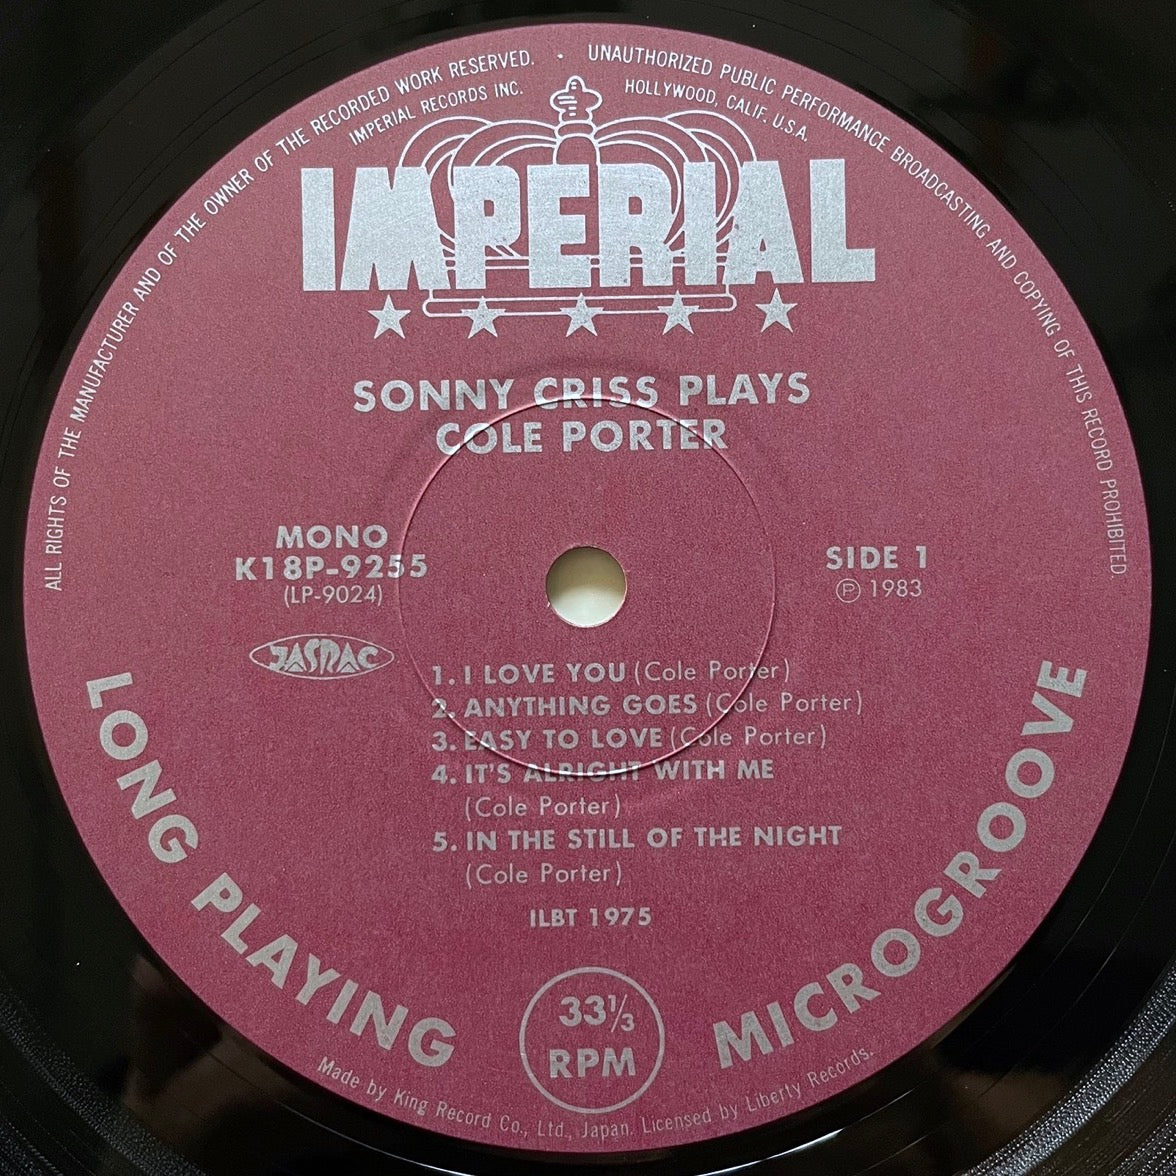 ALL RIGHTS OF THE MANUFACTURER AND OF THE OWNER OF THE RECORDED WORK RESERVED. · UNAUTHORIZED PUBLIC PERFORMANCE BROADCASTING AND COPYING OF THIS RECORD PROHIBITED.
IMPERIAL RECORDS INC. HOLLYWOOD, CALIF. U.S.A.
IMPERIAL
SONNY CRISS PLAYS
COLE PORTER
MONO
K18P-9255
(LP-9024)
SIDE 1
Ⓟ 1983
JASRAC
1. I LOVE YOU (Cole Porter)
2. ANYTHING GOES (Cole Porter)
3. EASY TO LOVE (Cole Porter)
4. IT'S ALRIGHT WITH ME
(Cole Porter)
5. IN THE STILL OF THE NIGHT
(Cole Porter)
ILBT 1975
33⅓
RPM
LONG PLAYING
MICROGROOVE
Made by King Record Co., Ltd., Japan. Licensed by Liberty Records.